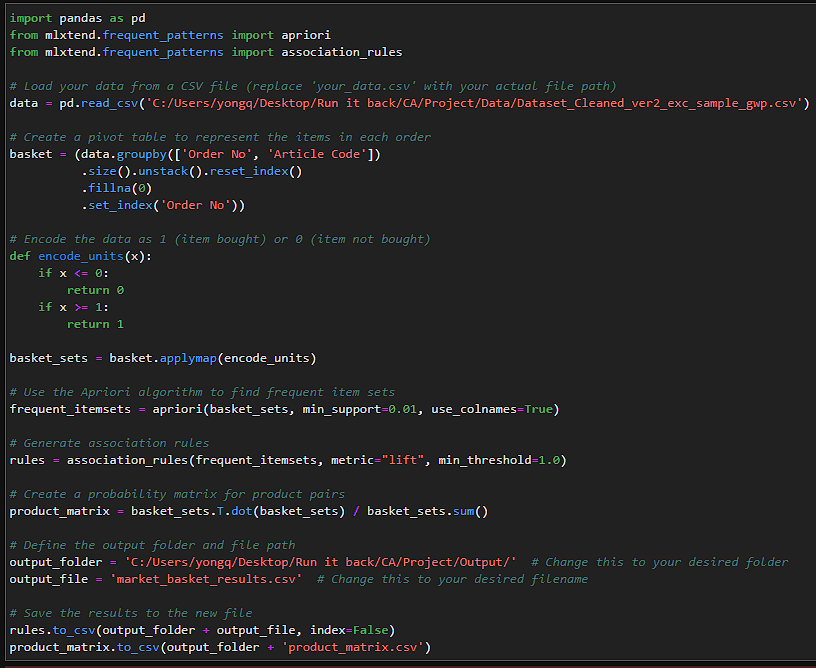 import pandas as pd
from mlxtend.frequent_patterns import apriori
from mlxtend.frequent_patterns import association_rules

# Load your data from a CSV file (replace 'your_data.csv' with your actual file path)
data = pd.read_csv('C:/Users/yongq/Desktop/Run it back/CA/Project/Data/Dataset_Cleaned_ver2_exc_sample_gwp.csv')

# Create a pivot table to represent the items in each order
basket = (data.groupby(['Order No', 'Article Code'])
          .size().unstack().reset_index()
          .fillna(0)
          .set_index('Order No'))

# Encode the data as 1 (item bought) or 0 (item not bought)
def encode_units(x):
    if x <= 0:
        return 0
    if x >= 1:
        return 1

basket_sets = basket.applymap(encode_units)

# Use the Apriori algorithm to find frequent item sets
frequent_itemsets = apriori(basket_sets, min_support=0.01, use_colnames=True)

# Generate association rules
rules = association_rules(frequent_itemsets, metric="lift", min_threshold=1.0)

# Create a probability matrix for product pairs
product_matrix = basket_sets.T.dot(basket_sets) / basket_sets.sum()

# Define the output folder and file path
output_folder = 'C:/Users/yongq/Desktop/Run it back/CA/Project/Output/'  # Change this to your desired folder
output_file = 'market_basket_results.csv'  # Change this to your desired filename

# Save the results to the new file
rules.to_csv(output_folder + output_file, index=False)
product_matrix.to_csv(output_folder + 'product_matrix.csv')